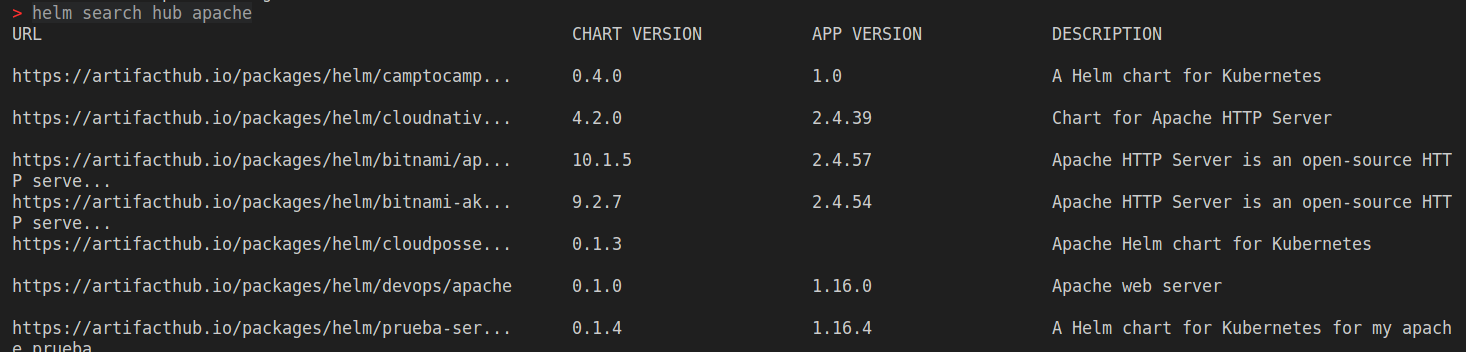 > helm search hub apache
URL CHART VERSION APP VERSION DESCRIPTION
https://artifacthub.io/packages/helm/camptocamp... 0.4.0 1.0 A Helm chart for Kubernetes
https://artifacthub.io/packages/helm/cloudnativ... 4.2.0 2.4.39 Chart for Apache HTTP Server
https://artifacthub.io/packages/helm/bitnami/ap... 10.1.5 2.4.57 Apache HTTP Server is an open-source HTT
P serve...
https://artifacthub.io/packages/helm/bitnami-ak... 9.2.7 2.4.54 Apache HTTP Server is an open-source HTT
P serve...
https://artifacthub.io/packages/helm/cloudposse... 0.1.3 Apache Helm chart for Kubernetes
https://artifacthub.io/packages/helm/devops/apache 0.1.0 1.16.0 Apache web server
https://artifacthub.io/packages/helm/prueba-ser... 0.1.4 1.16.4 A Helm chart for Kubernetes for my apach
e prueba